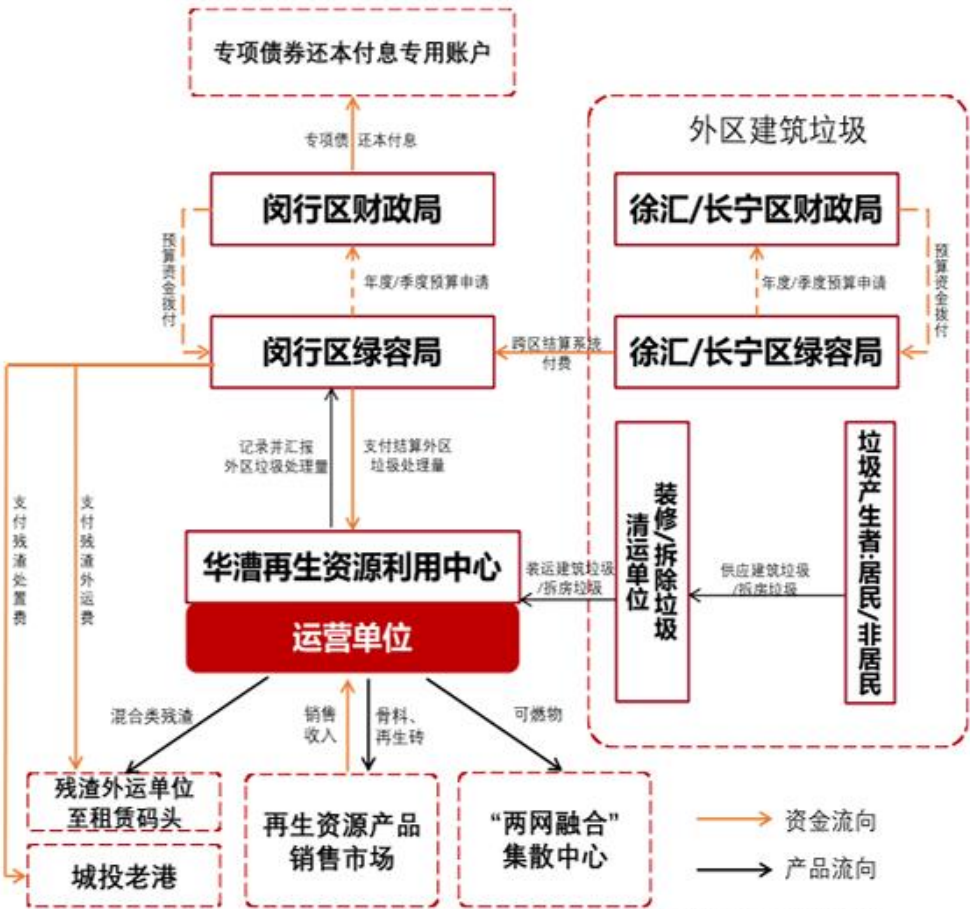 专项债券还本付息专用账户
专项债 还本付息
外区建筑垃圾
闵行区财政局
徐汇/长宁区财政局
预算资金拨付
年度/季度预算申请
年度/季度预算申请
预算资金拨付
闵行区绿容局
跨区结算系统
付费
徐汇/长宁区绿容局
记录并汇报
外区垃圾处理量
支付结算外区
垃圾处理量
支付残渣处置费
支付残渣外运费
华漕再生资源利用中心
运营单位
装运建筑垃圾
/拆房垃圾
装修/拆除垃圾
清运单位
供应建筑垃圾
/拆房垃圾
垃圾产生者:居民/非居民
混合类残渣
销售
收入
骨料、
再生砖
可燃物
残渣外运单位
至租赁码头
城投老港
再生资源产品
销售市场
“两网融合”
集散中心
资金流向
产品流向